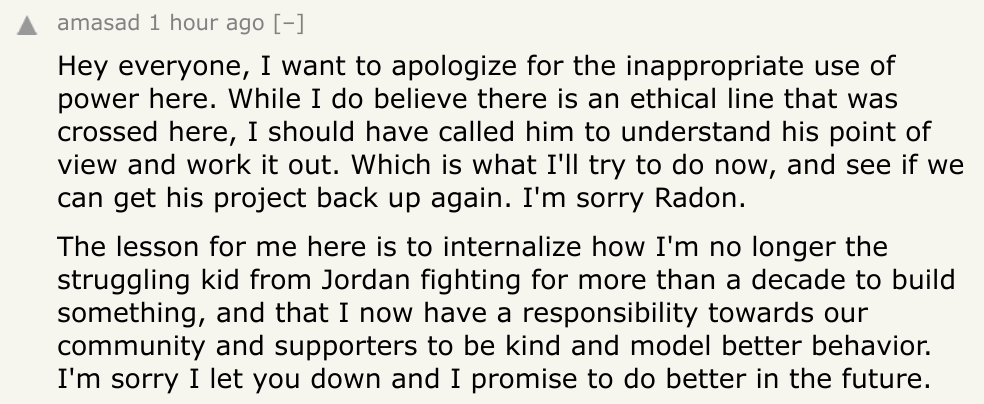 amasad 1 hour ago [–]
Hey everyone, I want to apologize for the inappropriate use of
power here. While I do believe there is an ethical line that was
crossed here, I should have called him to understand his point of
view and work it out. Which is what I'll try to do now, and see if we
can get his project back up again. I'm sorry Radon.
The lesson for me here is to internalize how I'm no longer the
struggling kid from Jordan fighting for more than a decade to build
something, and that I now have a responsibility towards our
community and supporters to be kind and model better behavior.
I'm sorry I let you down and I promise to do better in the future.